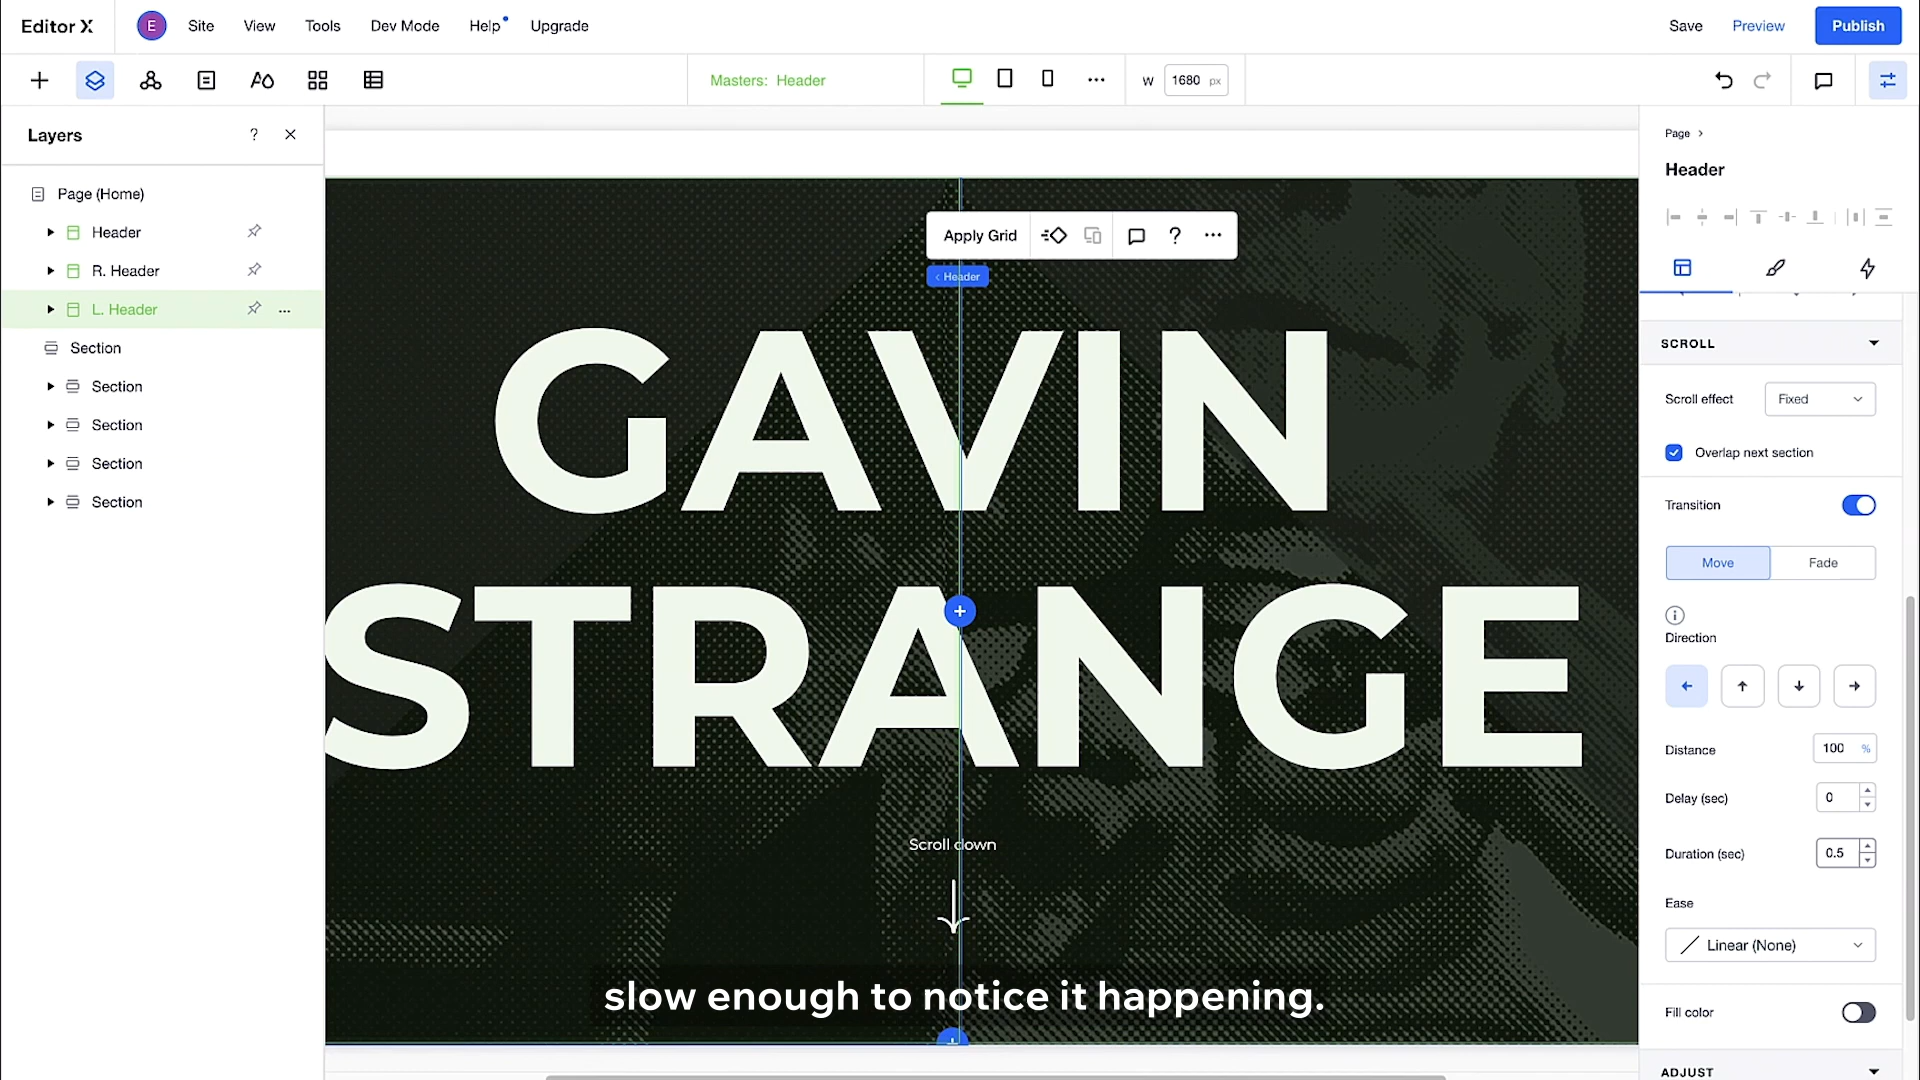 Editor X
E
Site
View
Tools
Dev Mode
Help
Upgrade
Save
Preview
Publish
Masters: Header
W
1680 px
Layers
?
Page (Home)
Header
R. Header
L. Header
...
Section
Section
Section
Section
Section
Apply Grid
?
...
‹ Header
GAVIN
STRANGE
Scroll down
slow enough to notice it happening.
Page >
Header
SCROLL
Scroll effect
Fixed
Overlap next section
Transition
Move
Fade
Direction
Distance
100 %
Delay (sec)
0
Duration (sec)
0.5
Ease
Linear (None)
Fill color
ADJUST